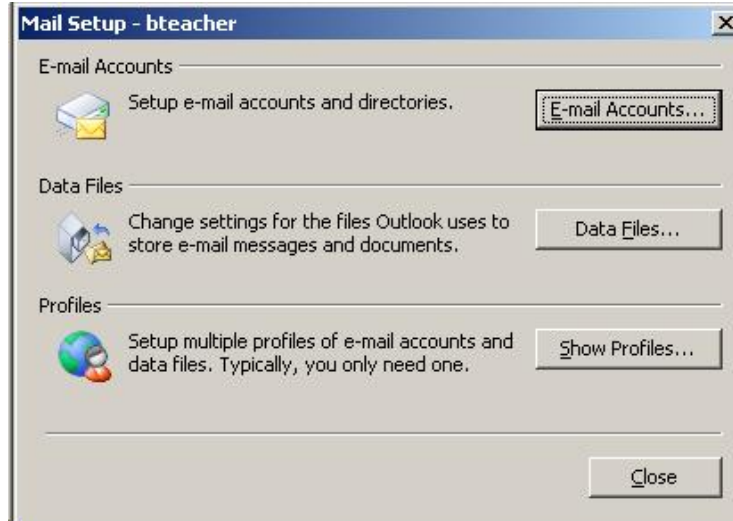 Mail Setup - bteacher
E-mail Accounts
Setup e-mail accounts and directories.
E-mail Accounts...
Data Files
Change settings for the files Outlook uses to
store e-mail messages and documents.
Data Files...
Profiles
Setup multiple profiles of e-mail accounts and
data files. Typically, you only need one.
Show Profiles...
Close